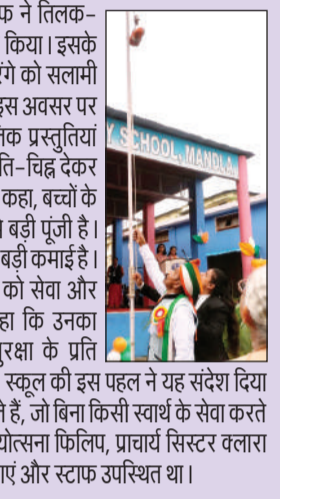 फ ने तिलक-
किया। इसके
रंगे को सलामी
इस अवसर पर
तिक प्रस्तुतियां
ति-चिह्न देकर
कहा, बच्चों के
बड़ी पूंजी है।
बड़ी कमाई है।
को सेवा और
हा कि उनका
ुरक्षा के प्रति
Y SCHOOL, MANDLA.
स्कूल की इस पहल ने यह संदेश दिया
ते हैं, जो बिना किसी स्वार्थ के सेवा करते
योत्सना फिलिप, प्राचार्य सिस्टर क्लारा
ाएं और स्टाफ उपस्थित था।